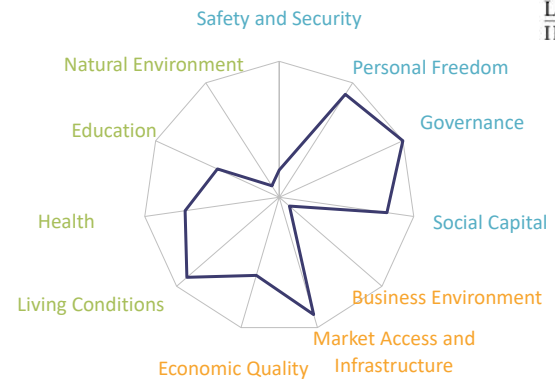 Safety and Security
Natural Environment
Personal Freedom
Education
Governance
Health
Social Capital
Living Conditions
Business Environment
Market Access and
Infrastructure
Economic Quality